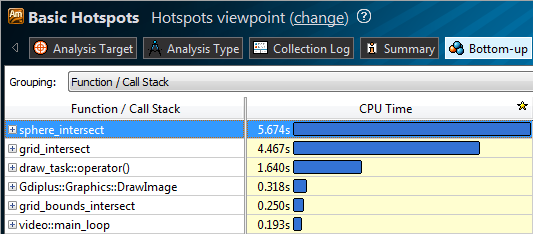 Am Basic Hotspots Hotspots viewpoint (change) ?
Analysis Target Analysis Type Collection Log Summary Bottom-up
Grouping: Function / Call Stack
Function / Call Stack CPU Time
sphere_intersect 5.674s
grid_intersect 4.467s
draw_task::operator() 1.640s
Gdiplus::Graphics::DrawImage 0.318s
grid_bounds_intersect 0.250s
video::main_loop 0.193s